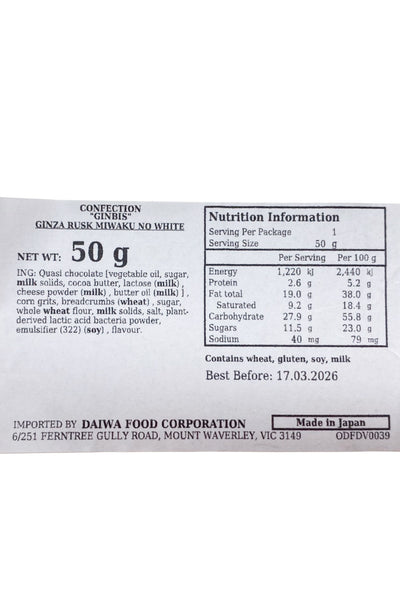 CONFECTION
"GINBIS"
GINZA RUSK MIWAKU NO WHITE
NET WT: 50 g
ING: Quasi chocolate [vegetable oil, sugar,
milk solids, cocoa butter, lactose (milk) ,
cheese powder (milk) , butter oil (milk) ] ,
corn grits, breadcrumbs (wheat) , sugar,
whole wheat flour, milk solids, salt, plant-
derived lactic acid bacteria powder,
emulsifier (322) (soy) , flavour.
Nutrition Information
Serving Per Package 1
Serving Size 50 g
Per Serving Per 100 g
Energy 1,220 kj 2,440 kj
Protein 2.6 g 5.2 g
Fat total 19.0 g 38.0 g
Saturated 9.2 g 18.4 g
Carbohydrate 27.9 g 55.8 g
Sugars 11.5 g 23.0 g
Sodium 40 mg 79 mg
Contains wheat, gluten, soy, milk
Best Before: 17.03.2026
IMPORTED BY DAIWA FOOD CORPORATION
Made in Japan
6/251 FERNTREE GULLY ROAD, MOUNT WAVERLEY, VIC 3149 ODFDV0039